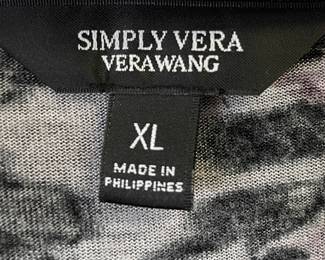 SIMPLY VERA
VERAWANG
XL
MADE IN
PHILIPPINES